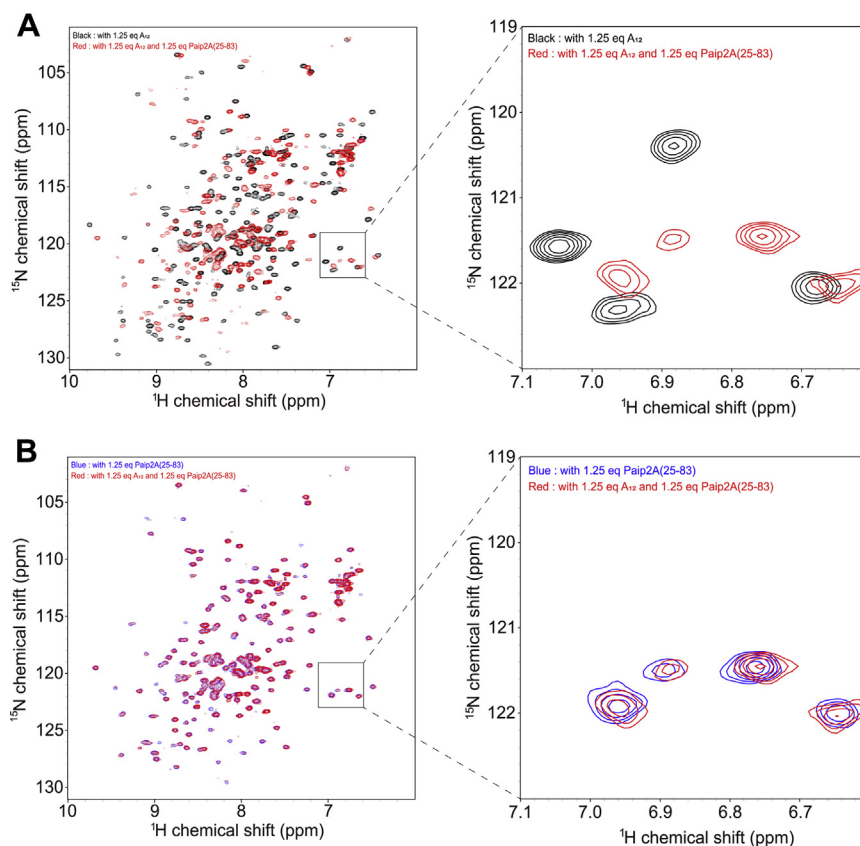 A
Black : with 1.25 eq A₁₂
Red : with 1.25 eq A₁₂ and 1.25 eq Paip2A(25-83)
105
110
115
120
125
130
¹⁵N chemical shift (ppm)
10 9 8 7
¹H chemical shift (ppm)
Black : with 1.25 eq A₁₂
Red : with 1.25 eq A₁₂ and 1.25 eq Paip2A(25-83)
119
120
121
122
¹⁵N chemical shift (ppm)
7.1 7.0 6.9 6.8 6.7
¹H chemical shift (ppm)
B
Blue : with 1.25 eq Paip2A(25-83)
Red : with 1.25 eq A₁₂ and 1.25 eq Paip2A(25-83)
105
110
115
120
125
130
¹⁵N chemical shift (ppm)
10 9 8 7
¹H chemical shift (ppm)
Blue : with 1.25 eq Paip2A(25-83)
Red : with 1.25 eq A₁₂ and 1.25 eq Paip2A(25-83)
119
120
121
122
¹⁵N chemical shift (ppm)
7.1 7.0 6.9 6.8 6.7
¹H chemical shift (ppm)